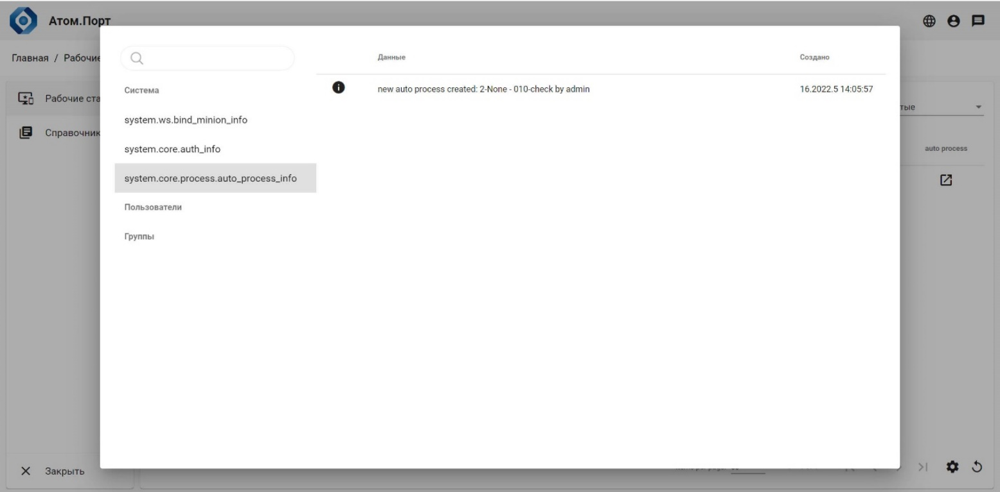 Атом.Порт
Главная / Рабочие
Рабочие ста
Справочник
Закрыть
Система
system.ws.bind_minion_info
system.core.auth_info
system.core.process.auto_process_info
Пользователи
Группы
Данные Создано
new auto process created: 2-None - 010-check by admin 16.2022.5 14:05:57
тые
auto process